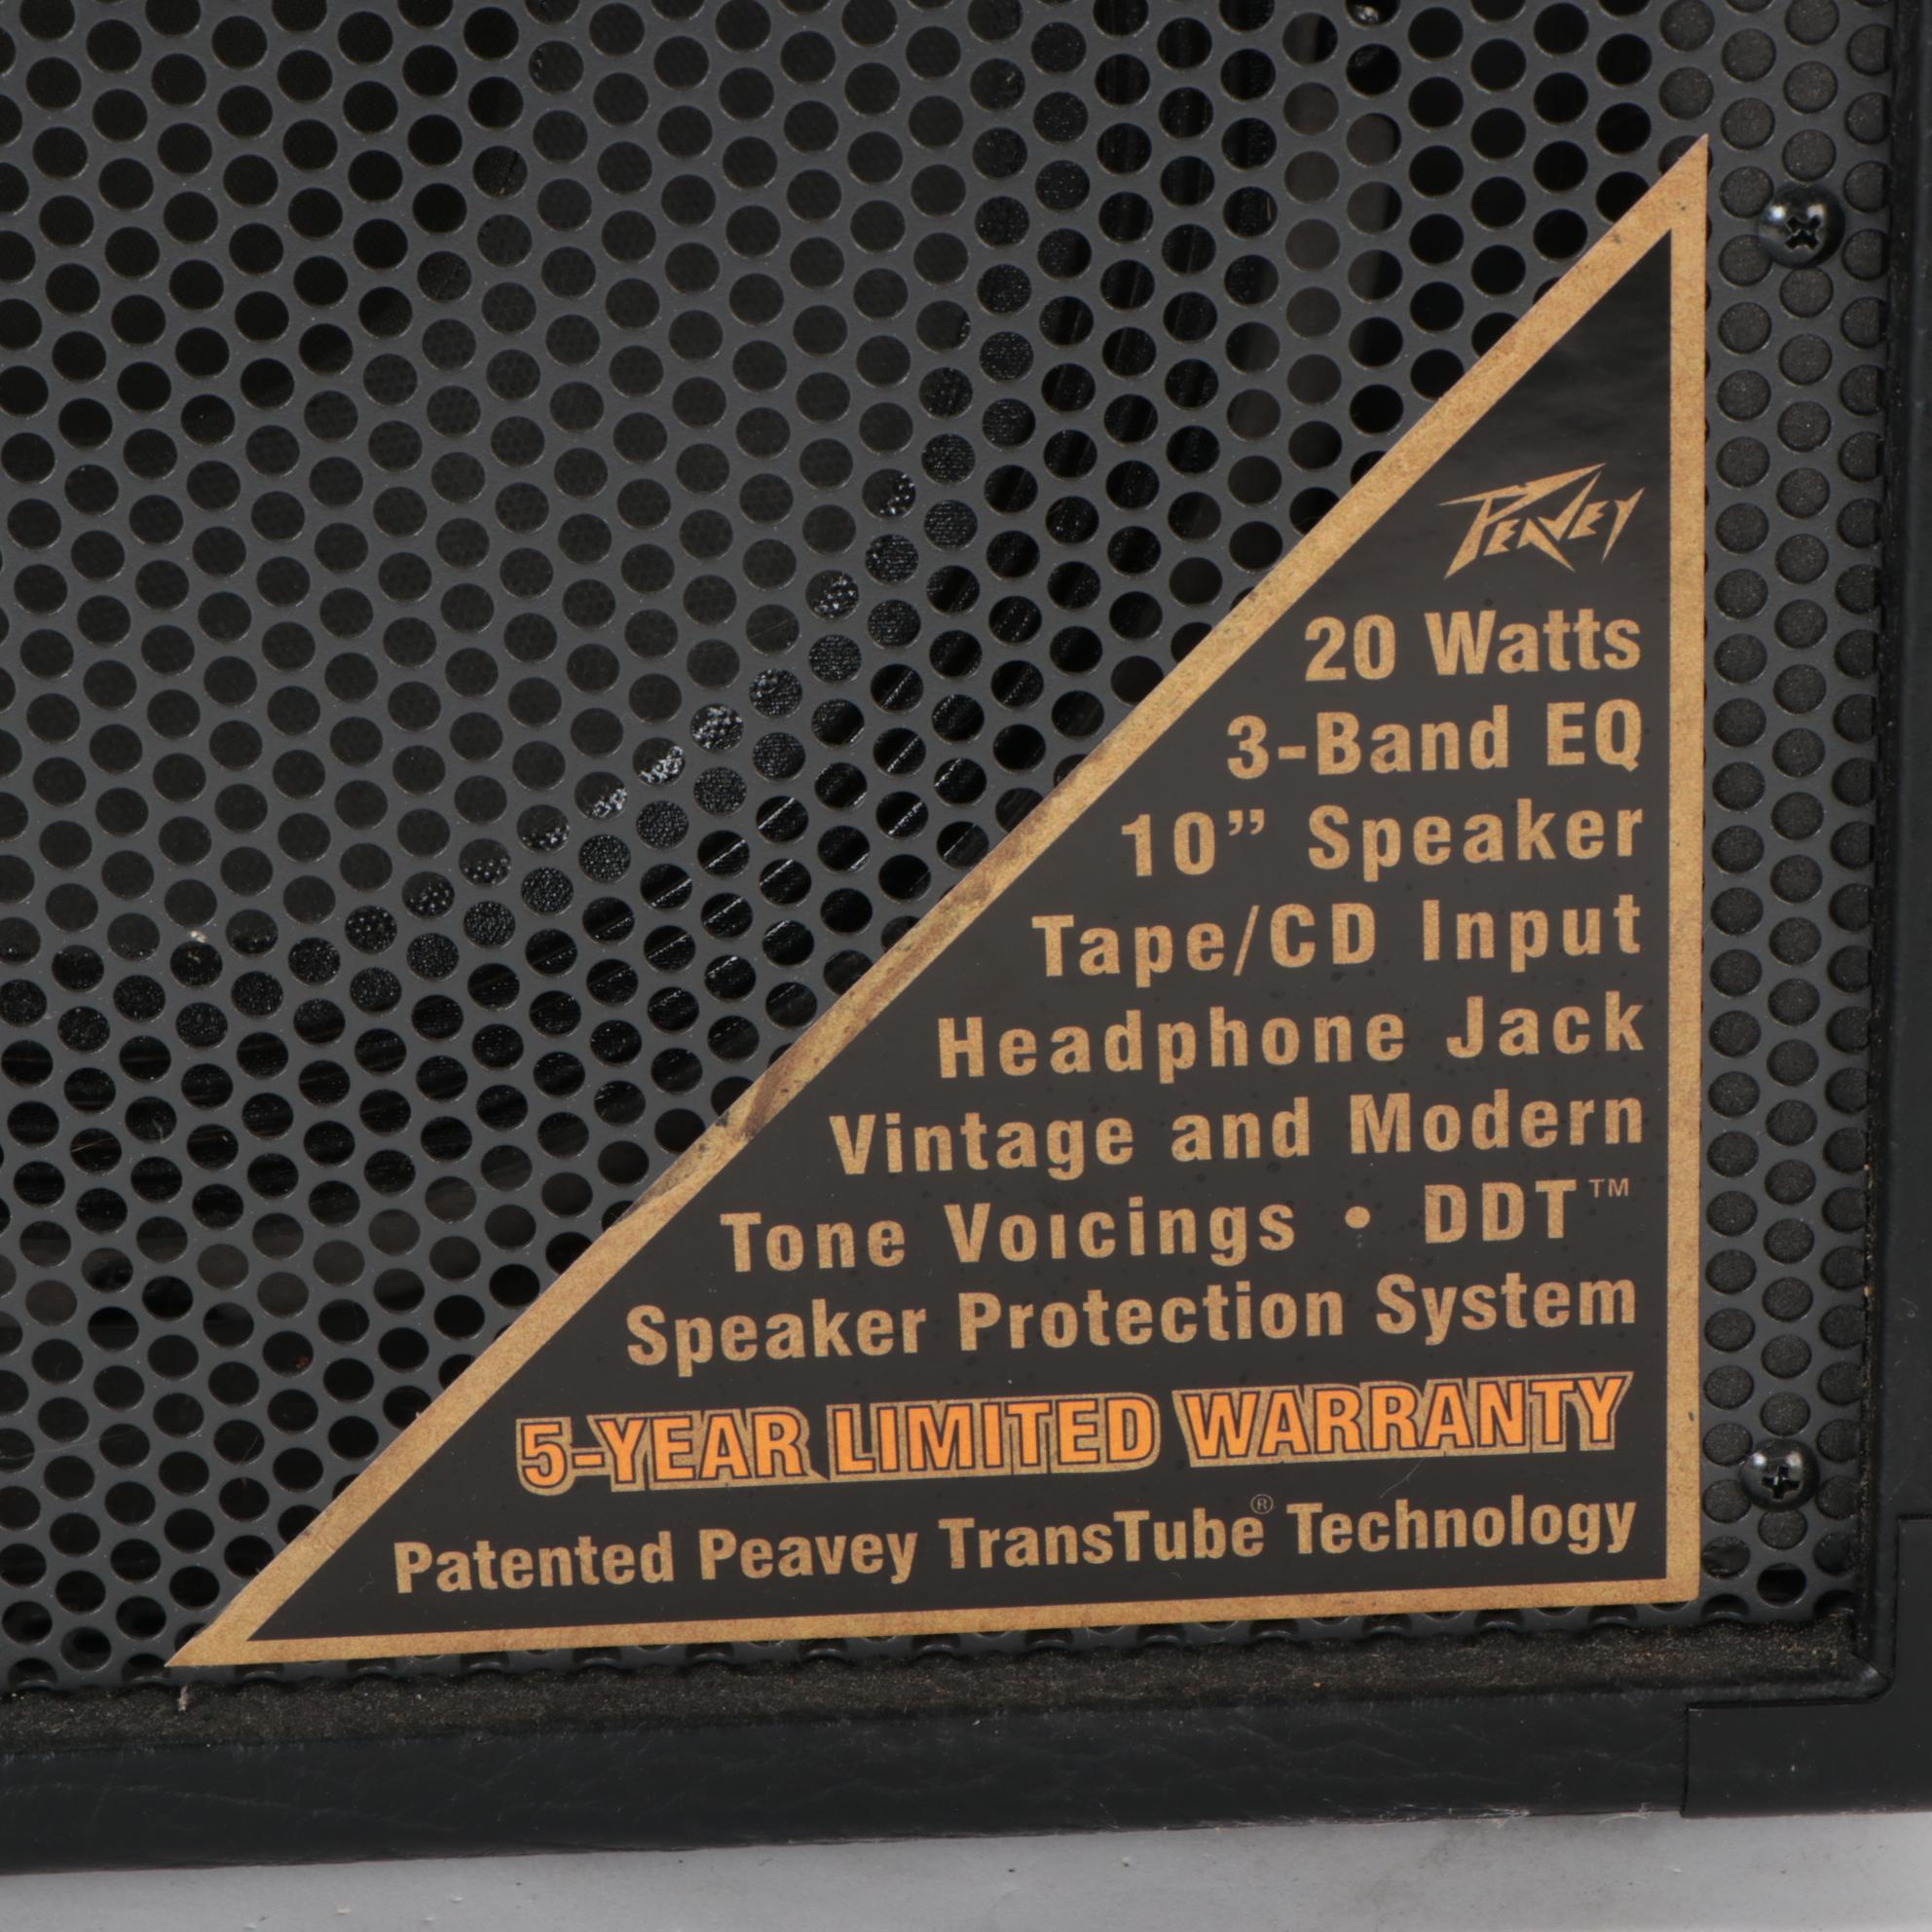 PEAVEY
20 Watts
3-Band EQ
10” Speaker
Tape/CD Input
Headphone Jack
Vintage and Modern
Tone Voicings • DDT™
Speaker Protection System
5-YEAR LIMITED WARRANTY
Patented Peavey TransTube® Technology